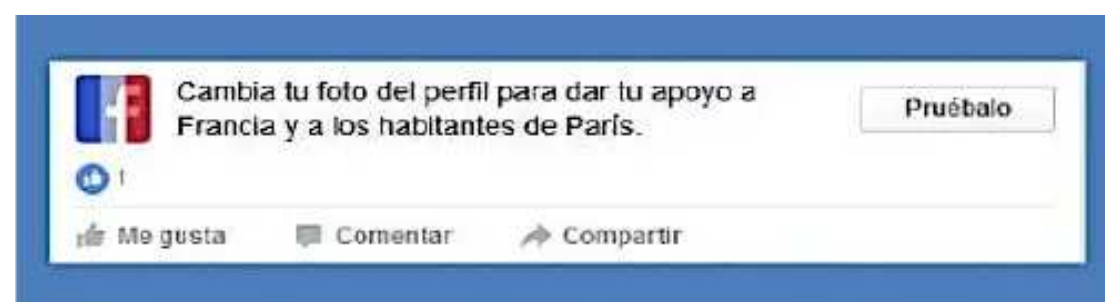 Cambia tu foto del perfil para dar tu apoyo a
Francia y a los habitantes de París.
Pruébalo
1
Me gusta Comentar Compartir